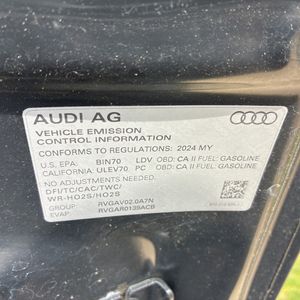 AUDI AG
VEHICLE EMISSION
CONTROL INFORMATION
CONFORMS TO REGULATIONS: 2024 MY
U.S. EPA: BIN70 LDV OBD: CA II FUEL: GASOLINE
CALIFORNIA: ULEV70 PC OBD: CA II FUEL: GASOLINE
NO ADJUSTMENTS NEEDED
DFI/TC/CAC/TWC/
WR-HO2S/HO2S
GROUP: RVGAV02.0A7N
EVAP: RVGAR0139ACB